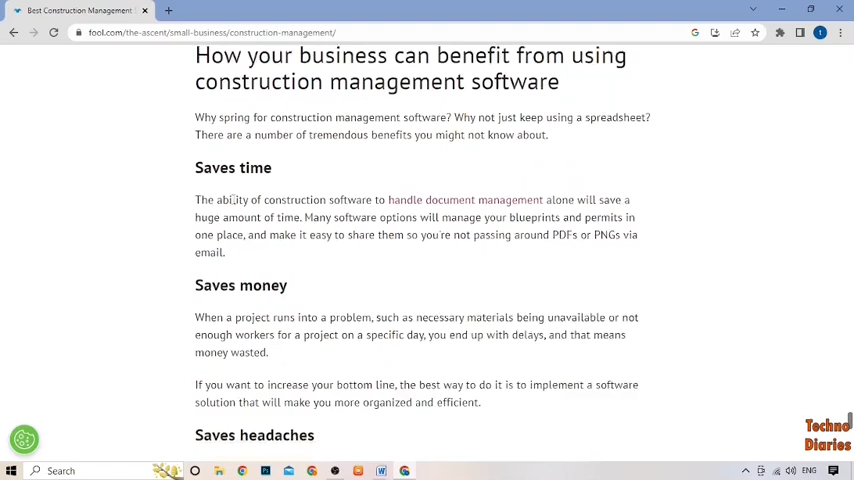 Best Construction Management
fool.com/the-ascent/small-business/construction-management/
How your business can benefit from using
construction management software
Why spring for construction management software? Why not just keep using a spreadsheet?
There are a number of tremendous benefits you might not know about.
Saves time
The ability of construction software to handle document management alone will save a
huge amount of time. Many software options will manage your blueprints and permits in
one place, and make it easy to share them so you're not passing around PDFs or PNGs via
email.
Saves money
When a project runs into a problem, such as necessary materials being unavailable or not
enough workers for a project on a specific day, you end up with delays, and that means
money wasted.
If you want to increase your bottom line, the best way to do it is to implement a software
solution that will make you more organized and efficient.
Saves headaches
Techno
Diaries
Search
ENG